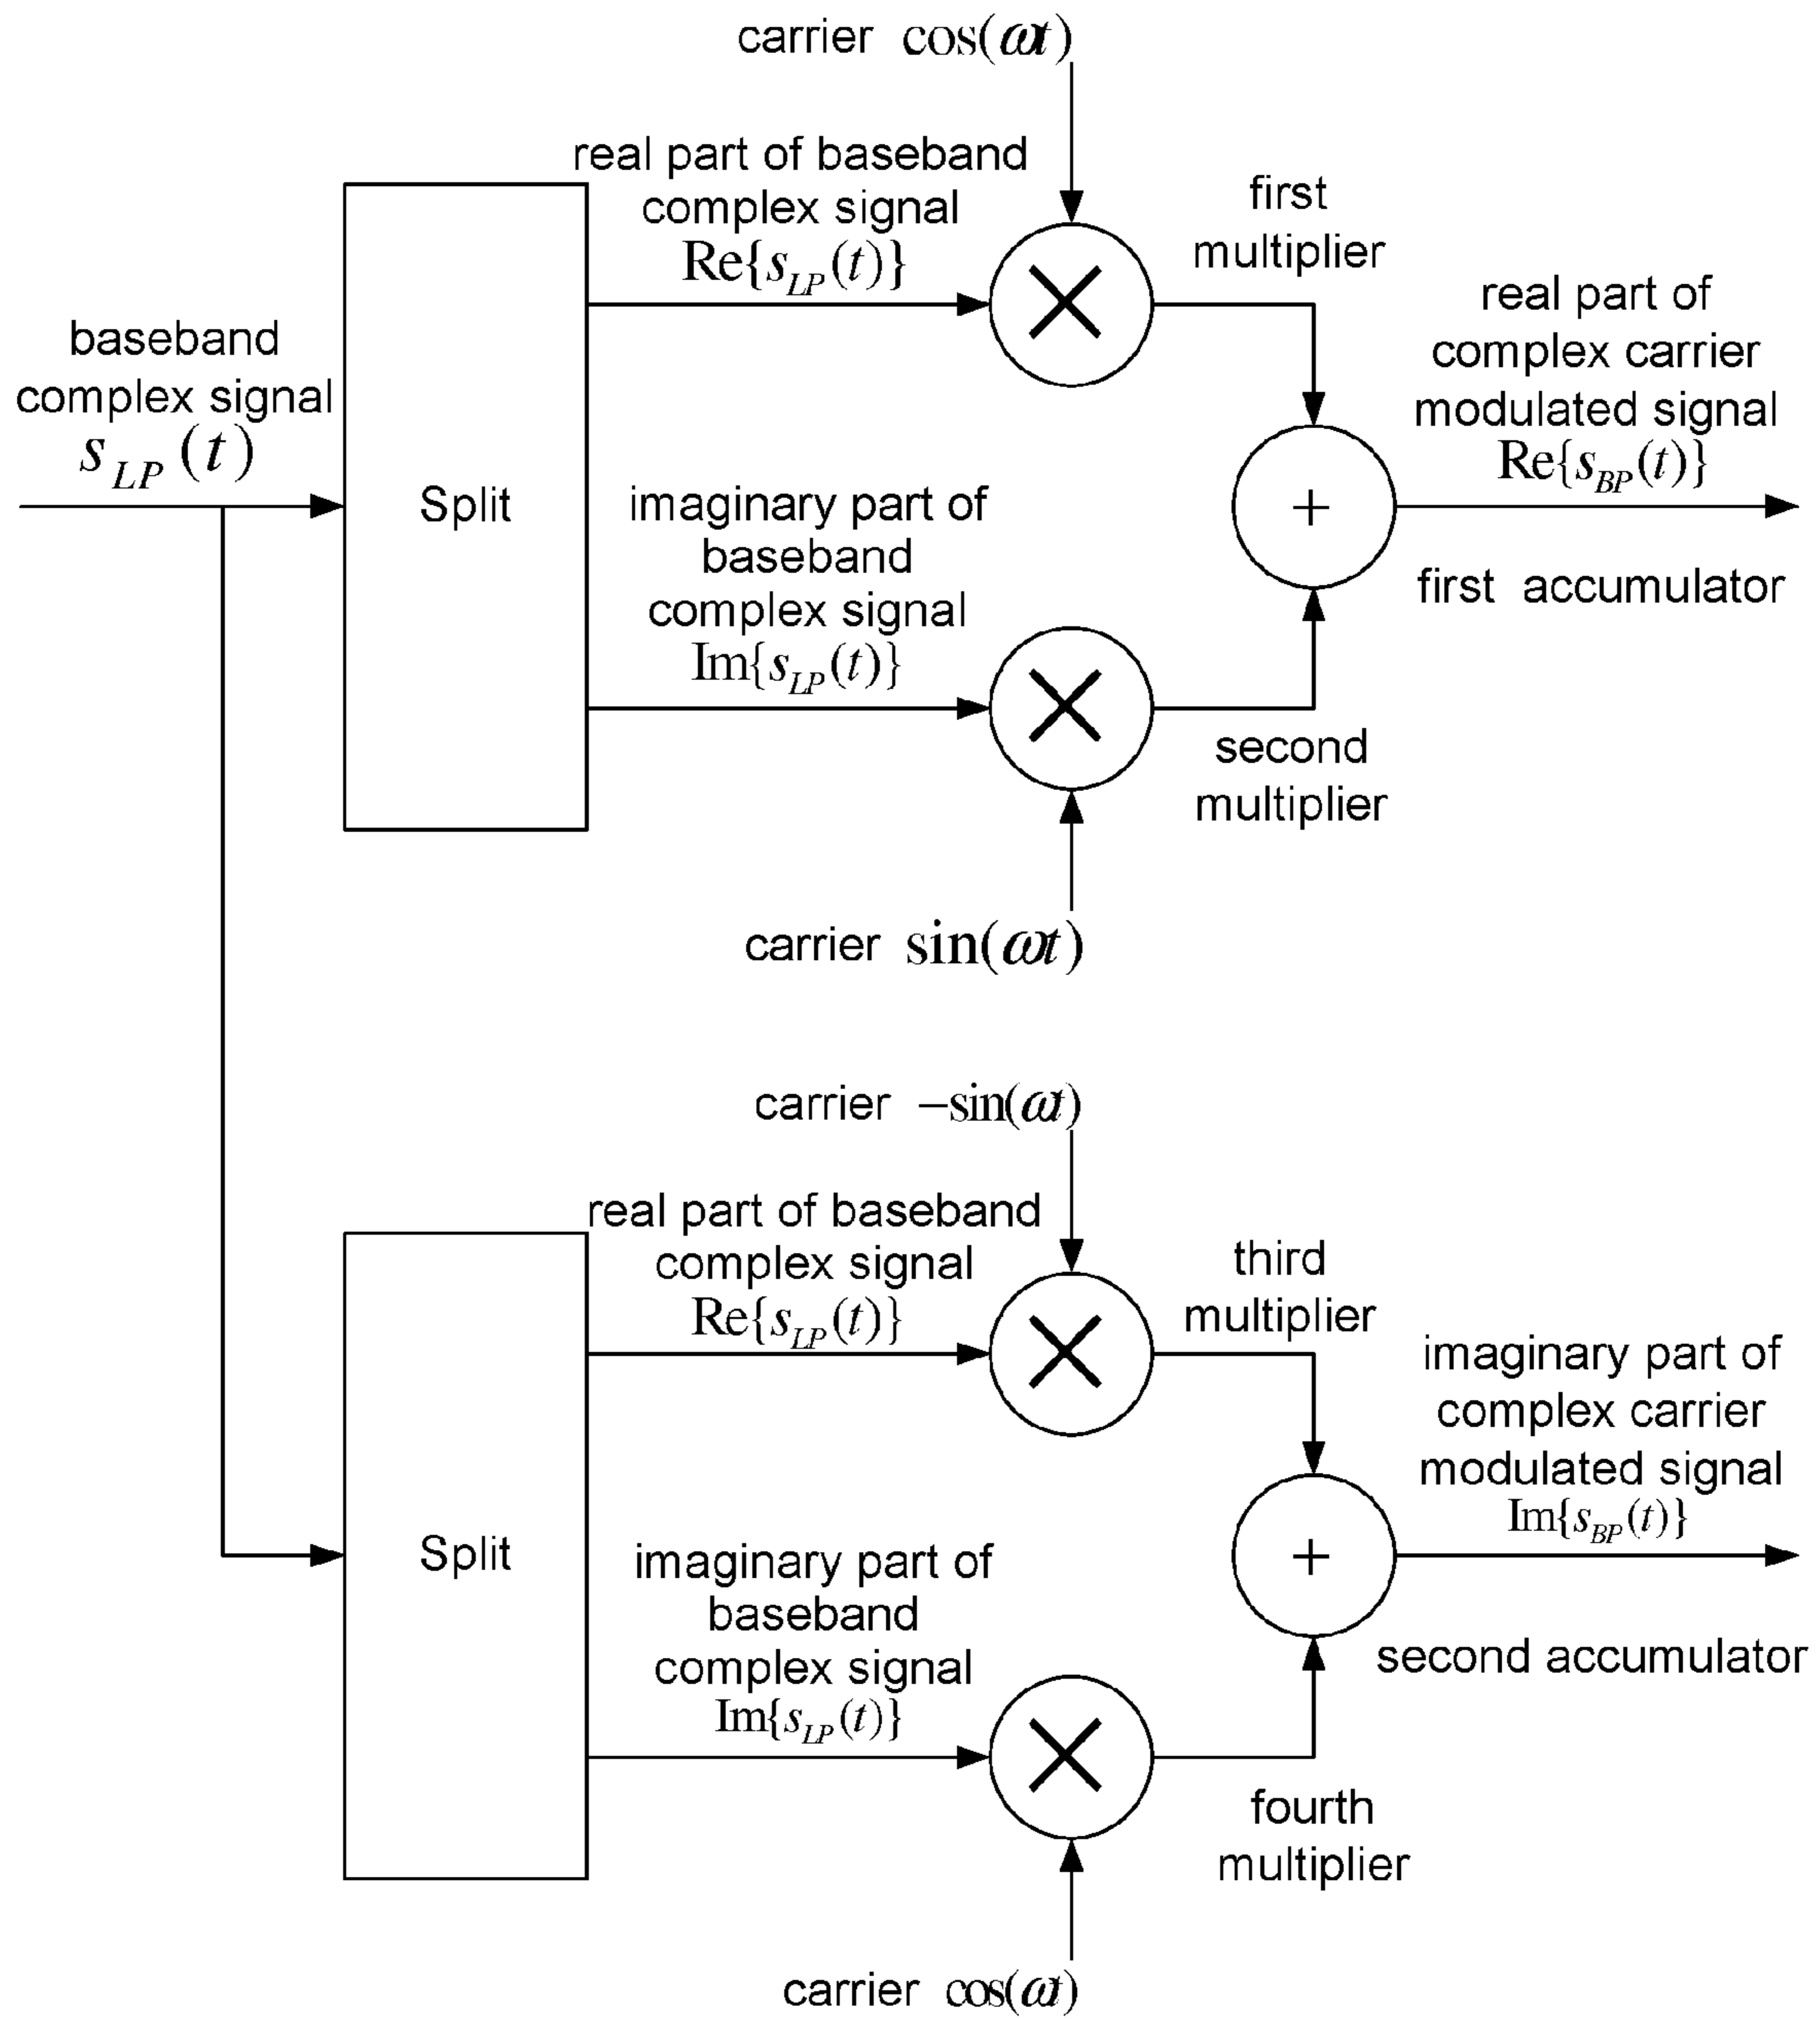 carrier cos(ωt)
real part of baseband
complex signal
Re{s_LP(t)}
first
multiplier
baseband
complex signal
s_LP(t)
real part of
complex carrier
modulated signal
Re{s_BP(t)}
Split
imaginary part of
baseband
complex signal
Im{s_LP(t)}
+
first accumulator
second
multiplier
carrier sin(ωt)
carrier −sin(ωt)
real part of baseband
complex signal
Re{s_LP(t)}
third
multiplier
imaginary part of
complex carrier
modulated signal
Im{s_BP(t)}
Split
imaginary part of
baseband
complex signal
Im{s_LP(t)}
+
second accumulator
fourth
multiplier
carrier cos(ωt)